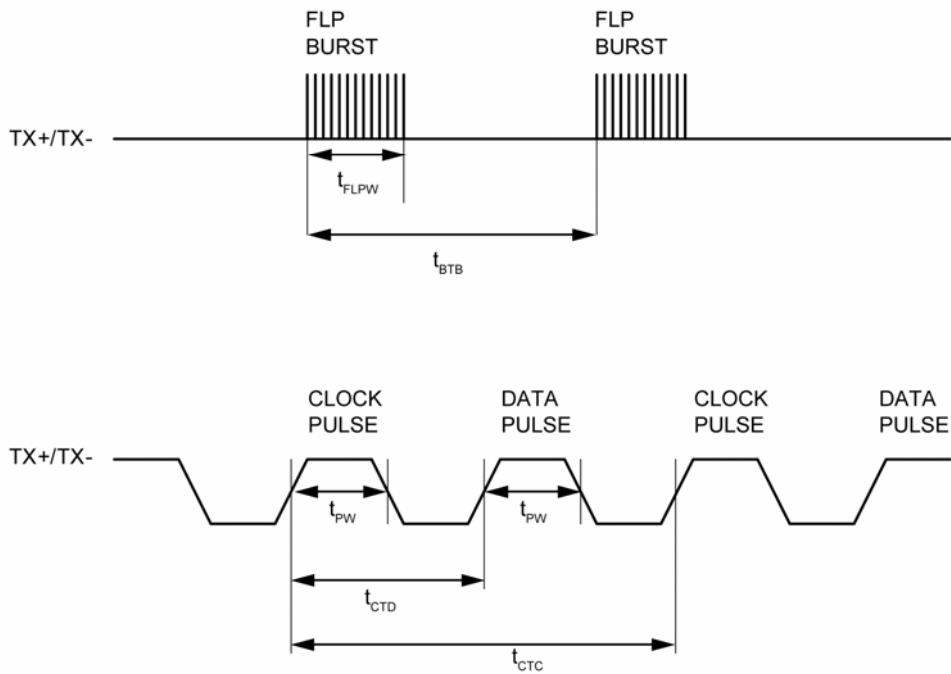 FLP
BURST
FLP
BURST
TX+/TX-
tFLPW
tBTB
CLOCK
PULSE
DATA
PULSE
CLOCK
PULSE
DATA
PULSE
TX+/TX-
tPW
tPW
tCTD
tCTC